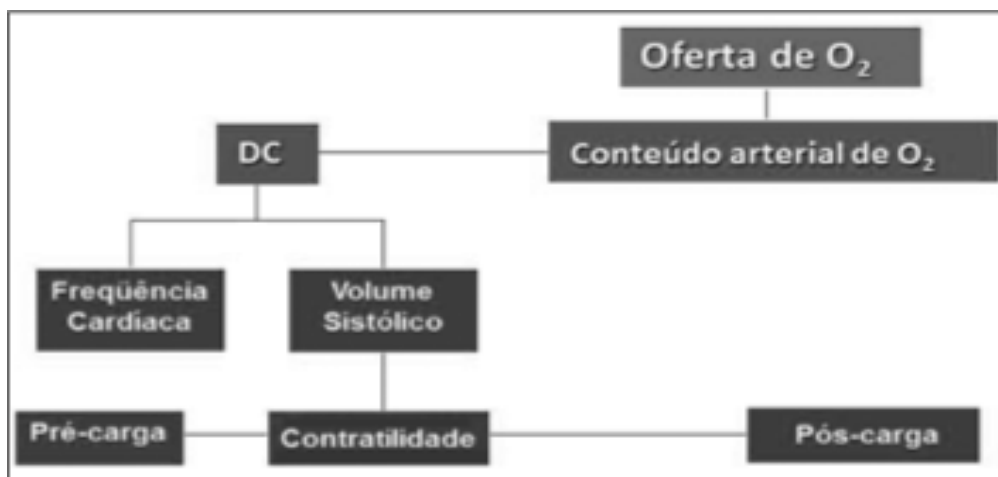 Oferta de O₂
DC
Conteúdo arterial de O₂
Freqüência
Cardíaca
Volume
Sistólico
Pré-carga
Contratilidade
Pós-carga